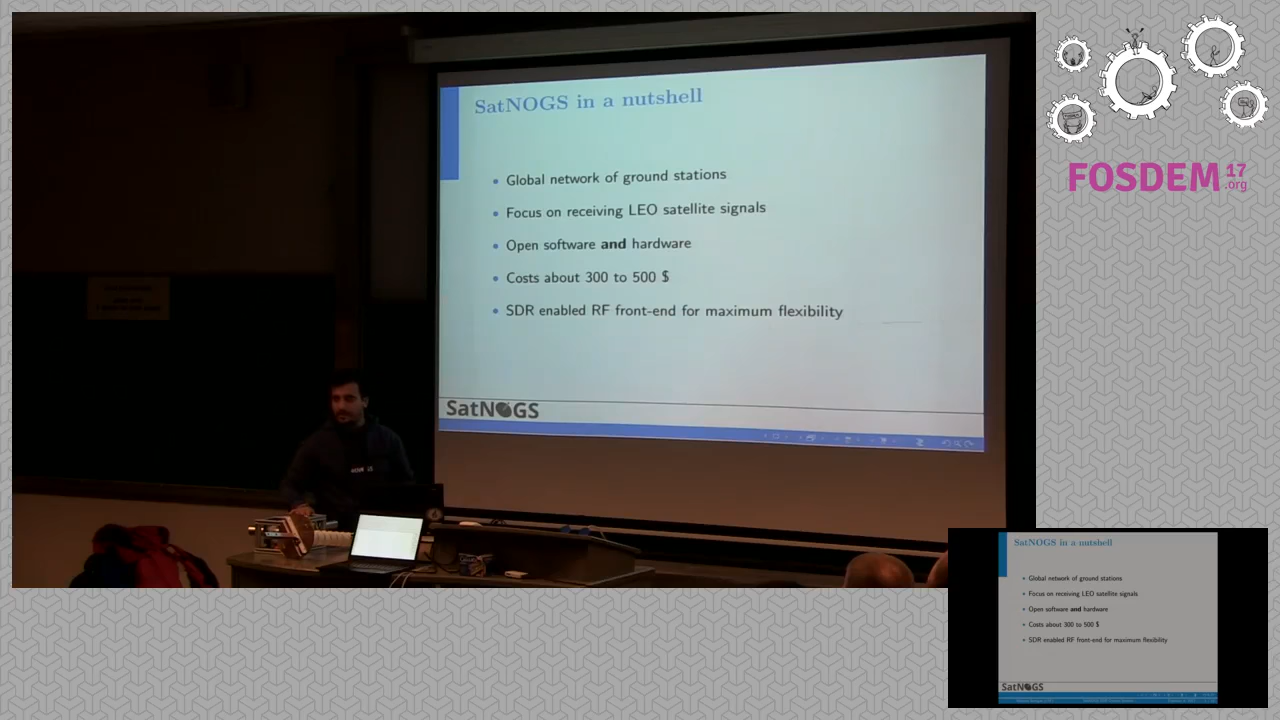 SatNOGS in a nutshell
Global network of ground stations
Focus on receiving LEO satellite signals
Open software and hardware
Costs about 300 to 500 $
SDR enabled RF front-end for maximum flexibility
SatNOGS
FOSDEM 17
.org
SatNOGS in a nutshell
Global network of ground stations
Focus on receiving LEO satellite signals
Open software and hardware
Costs about 300 to 500 $
SDR enabled RF front-end for maximum flexibility
SatNOGS